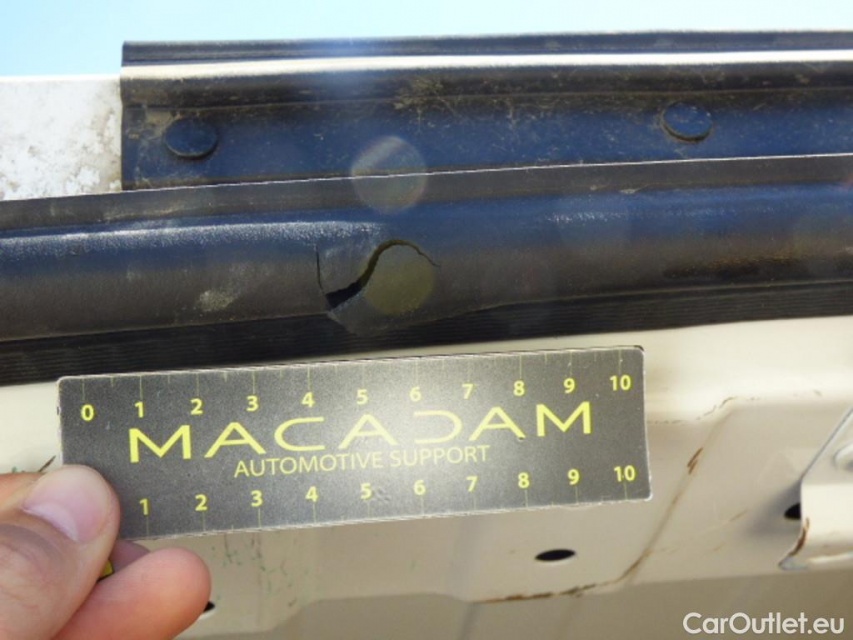 0 1 2 3 4 5 6 7 8 9 10
MACADAM
AUTOMOTIVE SUPPORT
1 2 3 4 5 6 7 8 9 10
CarOutlet.eu